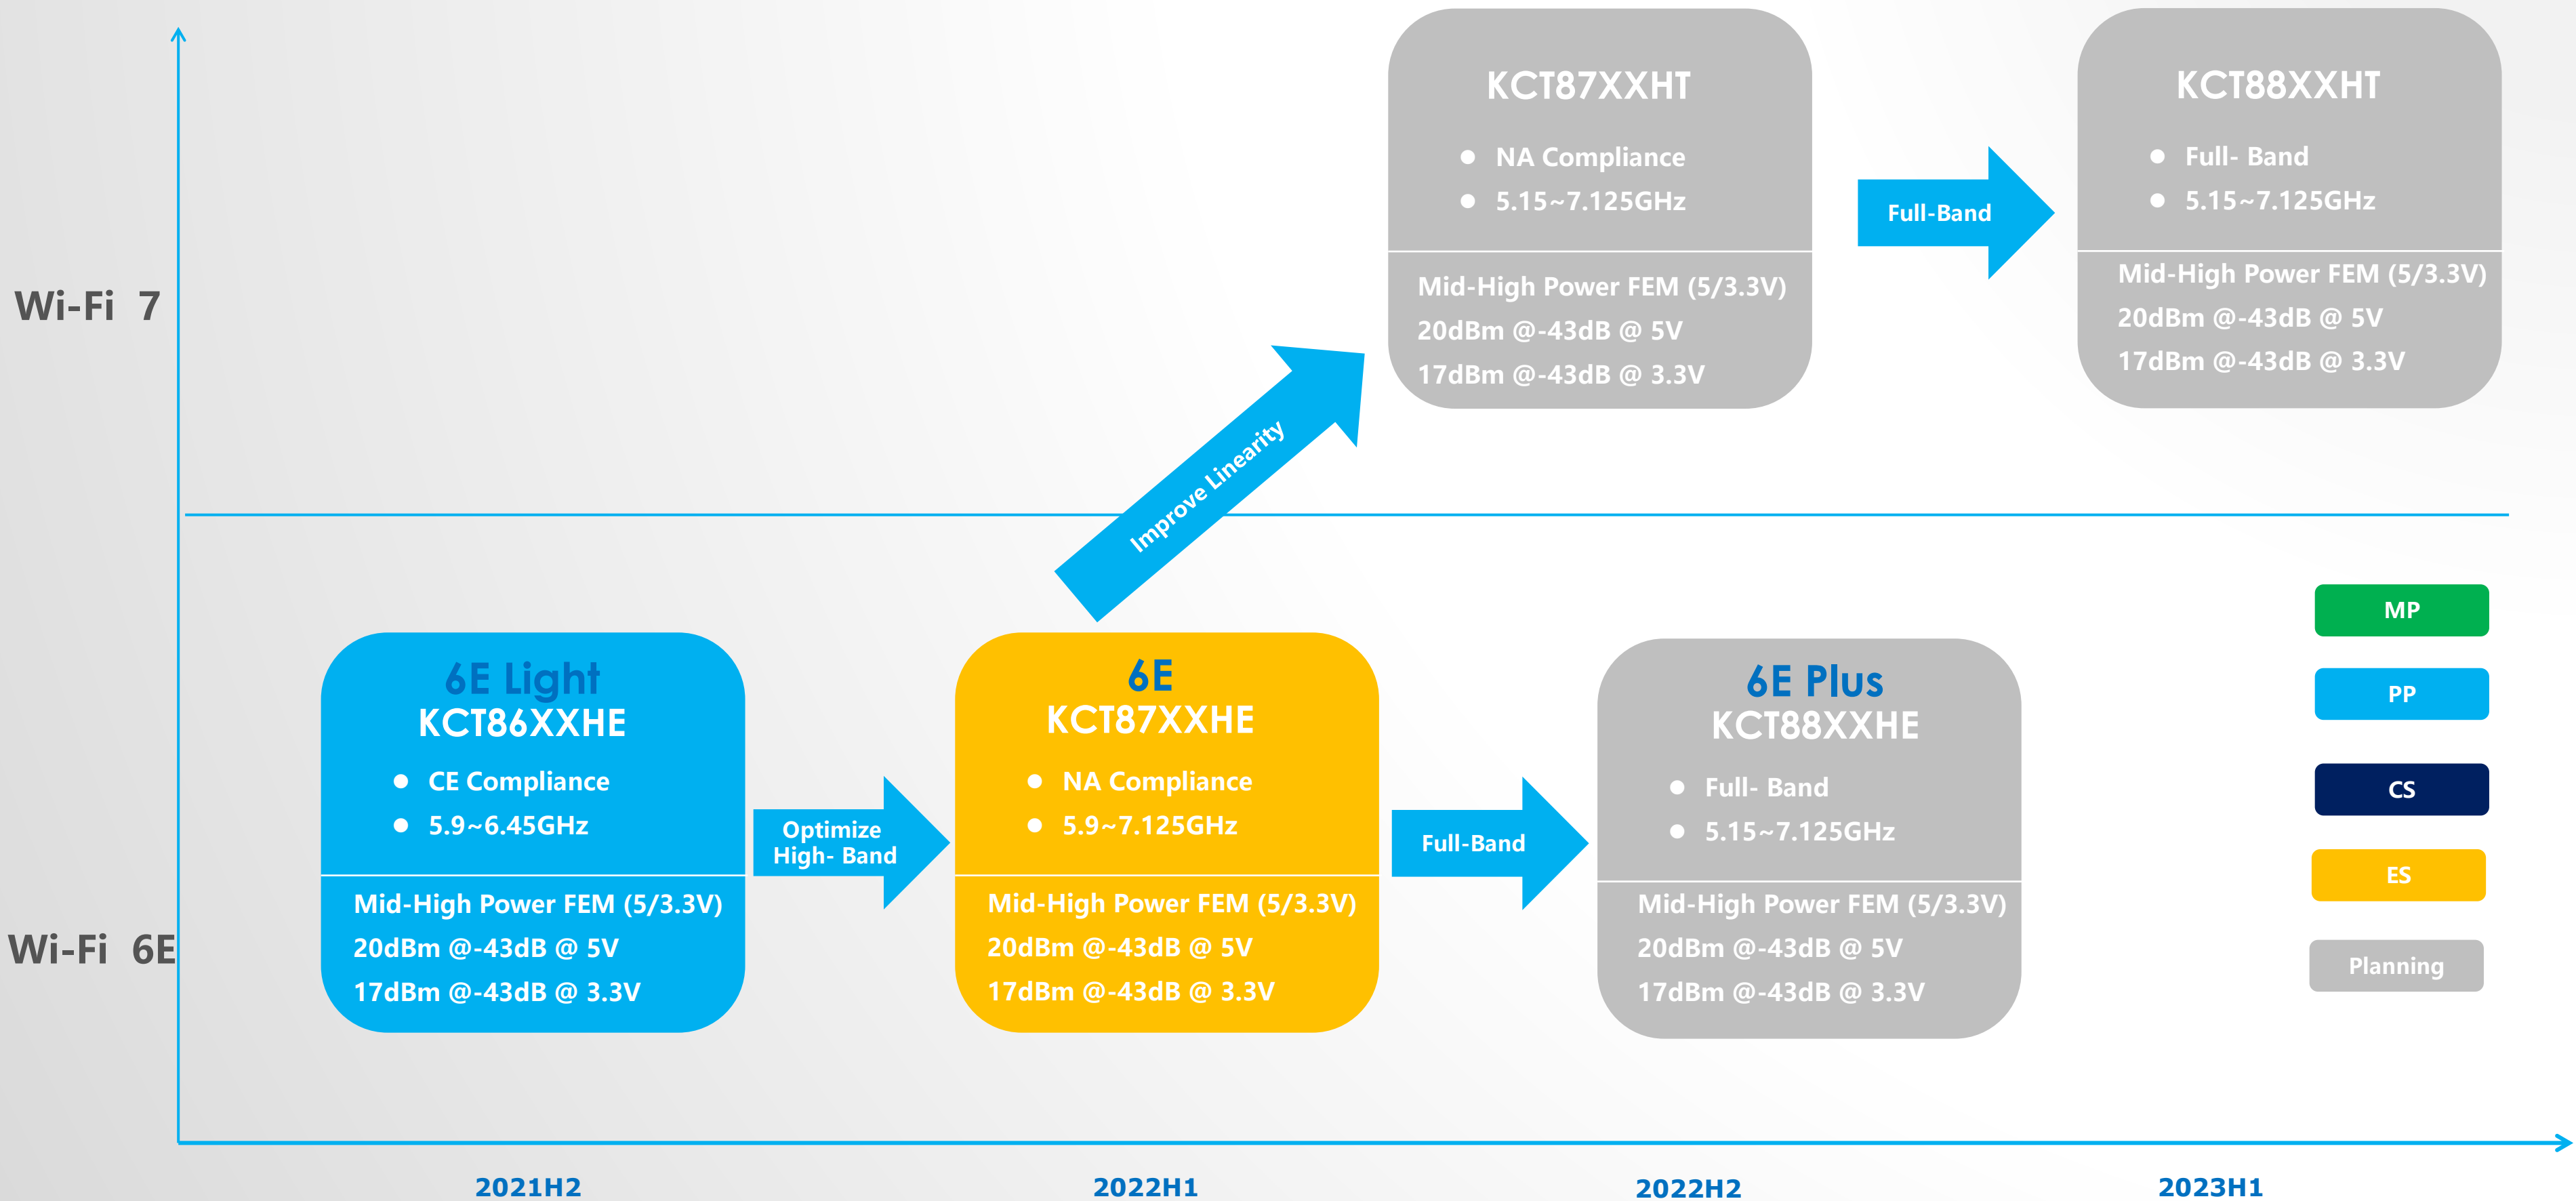 KCT87XXHT
● NA Compliance
● 5.15~7.125GHz
Mid-High Power FEM (5/3.3V)
20dBm @-43dB @ 5V
17dBm @-43dB @ 3.3V
Full-Band
KCT88XXHT
● Full- Band
● 5.15~7.125GHz
Mid-High Power FEM (5/3.3V)
20dBm @-43dB @ 5V
17dBm @-43dB @ 3.3V
Wi-Fi 7
Improve Linearity
6E Light
KCT86XXHE
● CE Compliance
● 5.9~6.45GHz
Mid-High Power FEM (5/3.3V)
20dBm @-43dB @ 5V
17dBm @-43dB @ 3.3V
Optimize
High- Band
6E
KCT87XXHE
● NA Compliance
● 5.9~7.125GHz
Mid-High Power FEM (5/3.3V)
20dBm @-43dB @ 5V
17dBm @-43dB @ 3.3V
Full-Band
6E Plus
KCT88XXHE
● Full- Band
● 5.15~7.125GHz
Mid-High Power FEM (5/3.3V)
20dBm @-43dB @ 5V
17dBm @-43dB @ 3.3V
MP
PP
CS
ES
Planning
Wi-Fi 6E
2021H2
2022H1
2022H2
2023H1